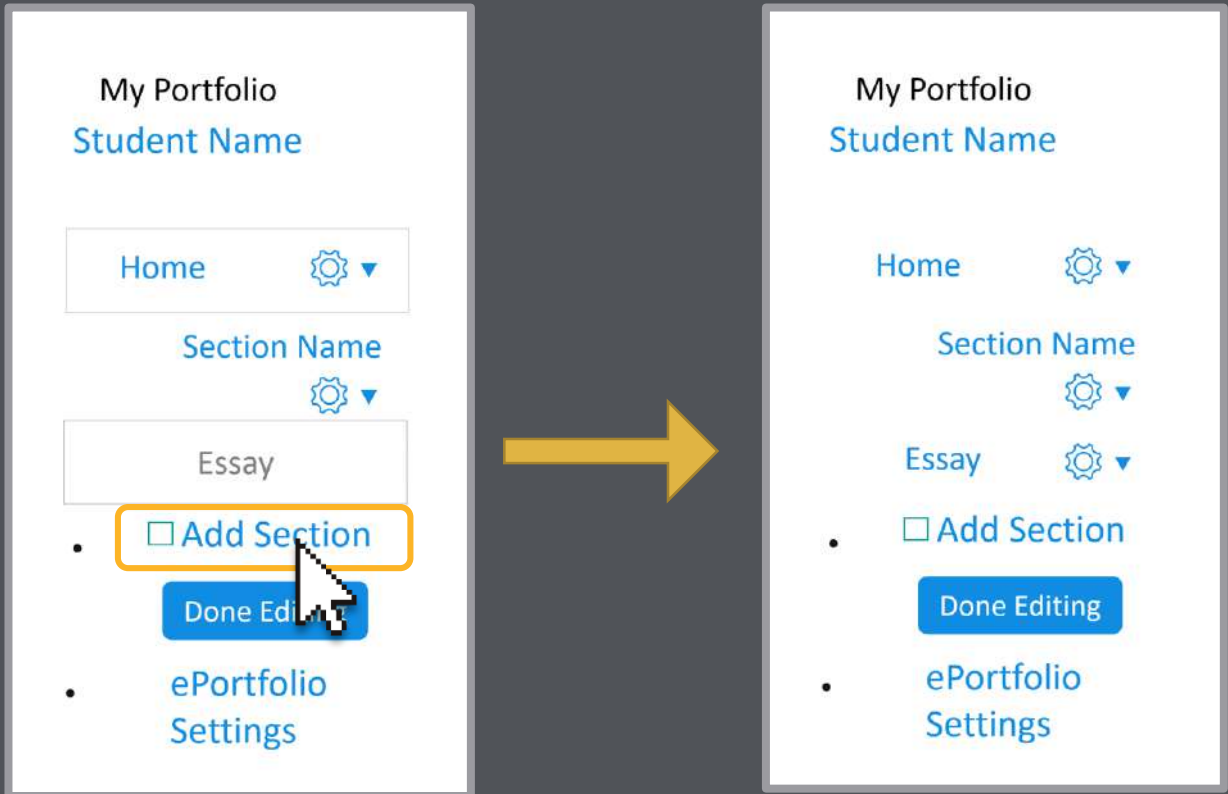 My Portfolio
Student Name
Home
Section Name
Essay
Add Section
Done Editing
ePortfolio
Settings
My Portfolio
Student Name
Home
Section Name
Essay
Add Section
Done Editing
ePortfolio
Settings